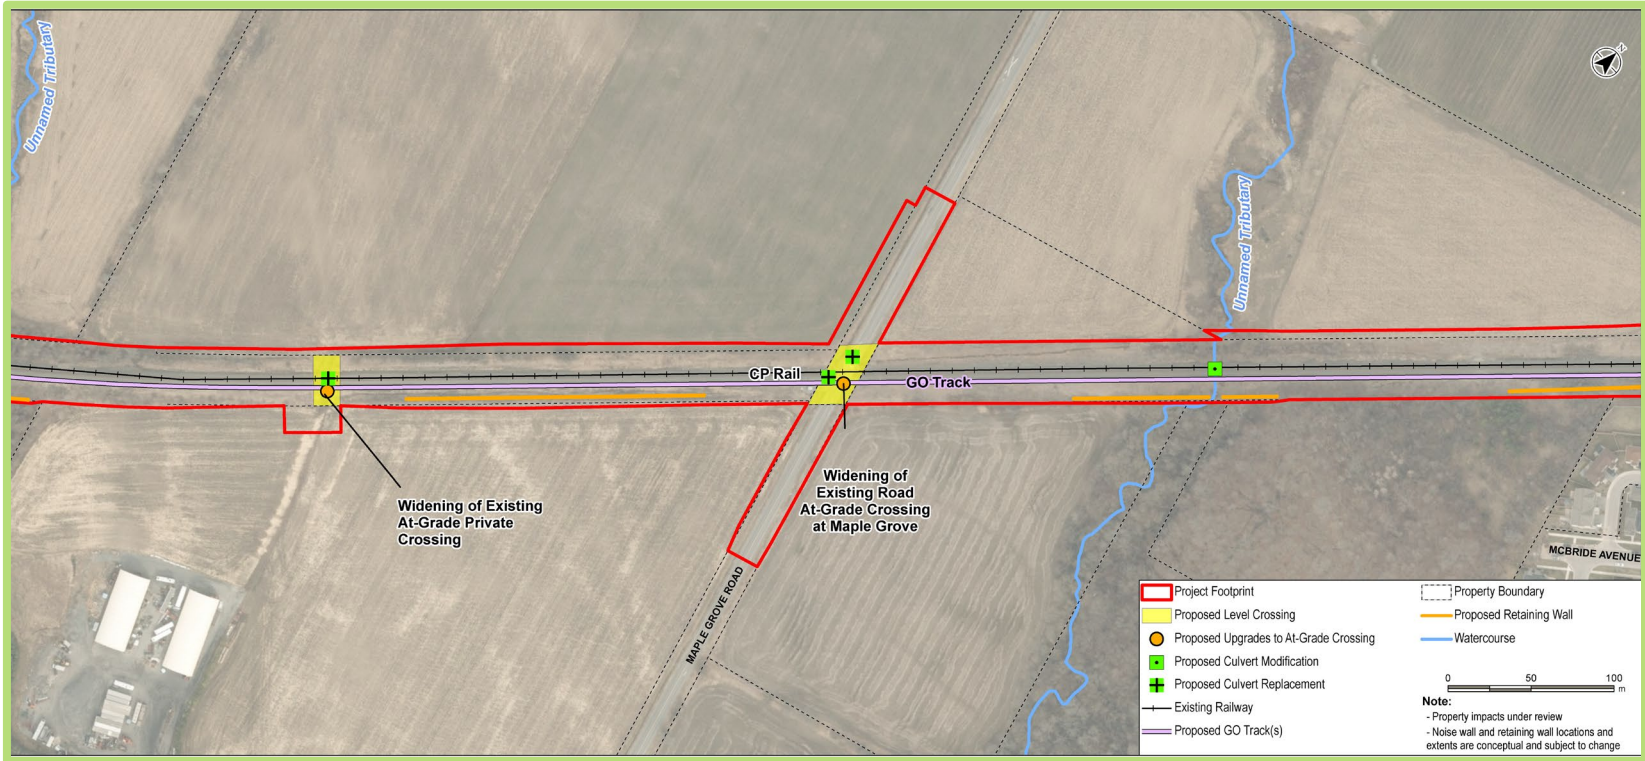 Unnamed Tributary
N
Unnamed Tributary
CP Rail
GO Track
Widening of Existing
At-Grade Private
Crossing
Widening of
Existing Road
At-Grade Crossing
at Maple Grove
MAPLE GROVE ROAD
MCBRIDE AVENUE
Project Footprint
Proposed Level Crossing
Proposed Upgrades to At-Grade Crossing
Proposed Culvert Modification
Proposed Culvert Replacement
Existing Railway
Proposed GO Track(s)
Property Boundary
Proposed Retaining Wall
Watercourse
0 50 100
m
Note:
- Property impacts under review
- Noise wall and retaining wall locations and
extents are conceptual and subject to change